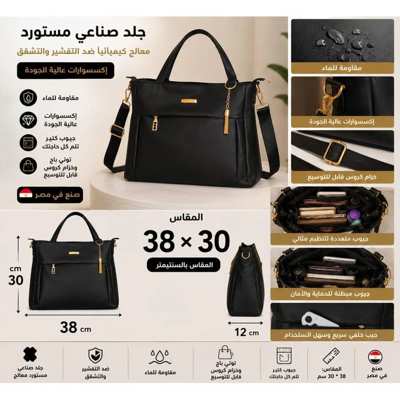 جلد صناعي مستورد
معالج كيميائياً ضد التقشير والتشقق
إكسسوارات عالية الجودة
مقاومة للماء
إكسسوارات
عالية الجودة
جيوب كتير
تلم كل حاجتك
توتي باج
وحزام كروس
قابل للتوسيع
صنع في مصر
مقاومة للماء
إكسسوارات عالية الجودة
حزام كروس قابل للتوسيع
جيوب متعددة لتنظيم مثالي
جيوب مبطنة للحماية والأمان
جيب خلفي سريع وسهل الاستخدام
المقاس
38 × 30
المقاس بالسنتيمتر
cm
30
38 cm
12 cm
جلد صناعي
مستورد معالج
ضد التقشير
والتشقق
مقاومة للماء
توتي باج
وحزام كروس
قابل للتوسيع
جيوب كتير
تلم كل حاجتك
المقاس:
38 * 30 سم
صنع
في مصر